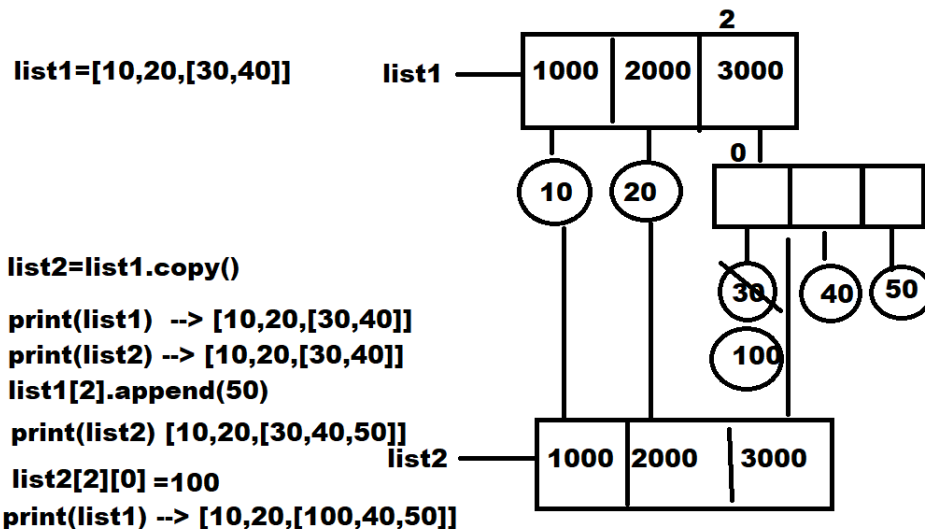 2
list1=[10,20,[30,40]]
list1
1000 2000 3000
0
10 20
list2=list1.copy()
30 40 50
print(list1)  --> [10,20,[30,40]]
print(list2) --> [10,20,[30,40]]
100
list1[2].append(50)
print(list2) [10,20,[30,40,50]]
list2
1000 2000 3000
list2[2][0] =100
print(list1) --> [10,20,[100,40,50]]